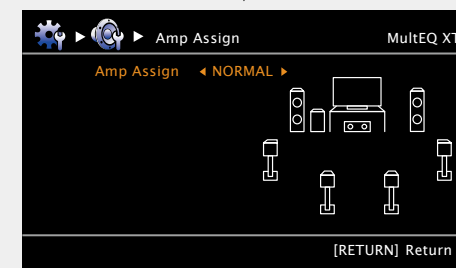 Amp Assign MultEQ XT
Amp Assign NORMAL
[RETURN] Return